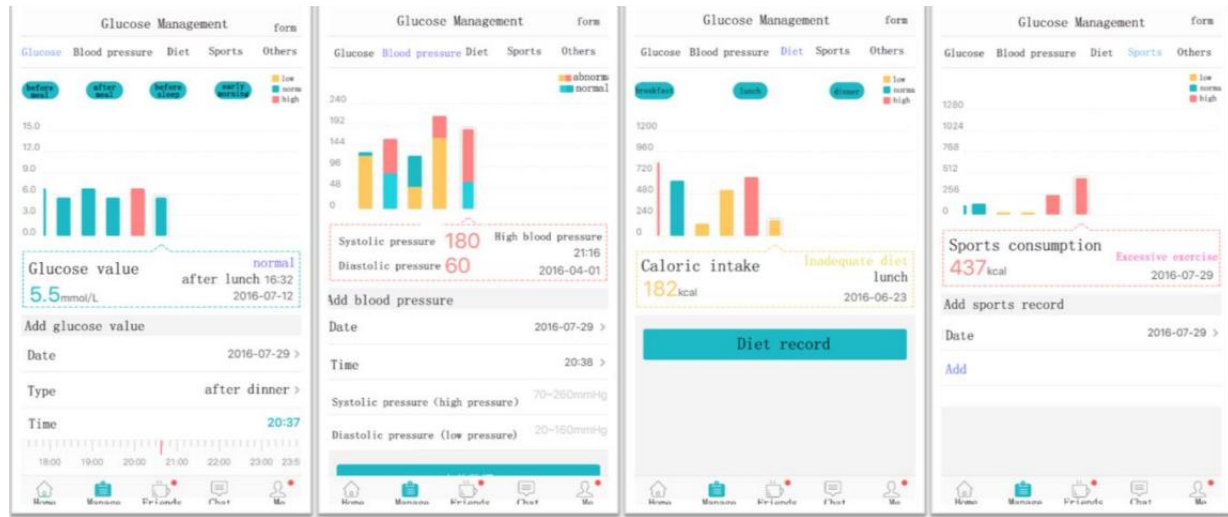 Glucose Management form
Glucose Blood pressure Diet Sports Others
before meal
after meal
before sleep
early morning
low
norma
high
15.0
12.0
9.0
6.0
3.0
0.0
Glucose value
normal
after lunch 16:32
5.5mmol/L
2016-07-12
Add glucose value
Date 2016-07-29 >
Type after dinner >
Time 20:37
18:00 19:00 20:00 21:00 22:00 23:00 23:5
Home Manage Friends Chat Me
Glucose Management form
Glucose Blood pressure Diet Sports Others
abnorma
normal
240
192
144
96
48
0
Systolic pressure 180 High blood pressure
21:16
Diastolic pressure 60 2016-04-01
Add blood pressure
Date 2016-07-29 >
Time 20:38 >
Systolic pressure (high pressure) 70~260mmHg
Diastolic pressure (low pressure) 20~160mmHg
Home Manage Friends Chat Me
Glucose Management form
Glucose Blood pressure Diet Sports Others
breakfast
lunch
dinner
low
norma
high
1200
960
720
480
240
0
Caloric intake
Inadequate diet
lunch
182kcal
2016-06-23
Diet record
Home Manage Friends Chat Me
Glucose Management form
Glucose Blood pressure Diet Sports Others
low
norma
high
1280
1024
768
512
256
0
Sports consumption
Excessive exercise
437kcal
2016-07-29
Add sports record
Date 2016-07-29 >
Add
Home Manage Friends Chat Me